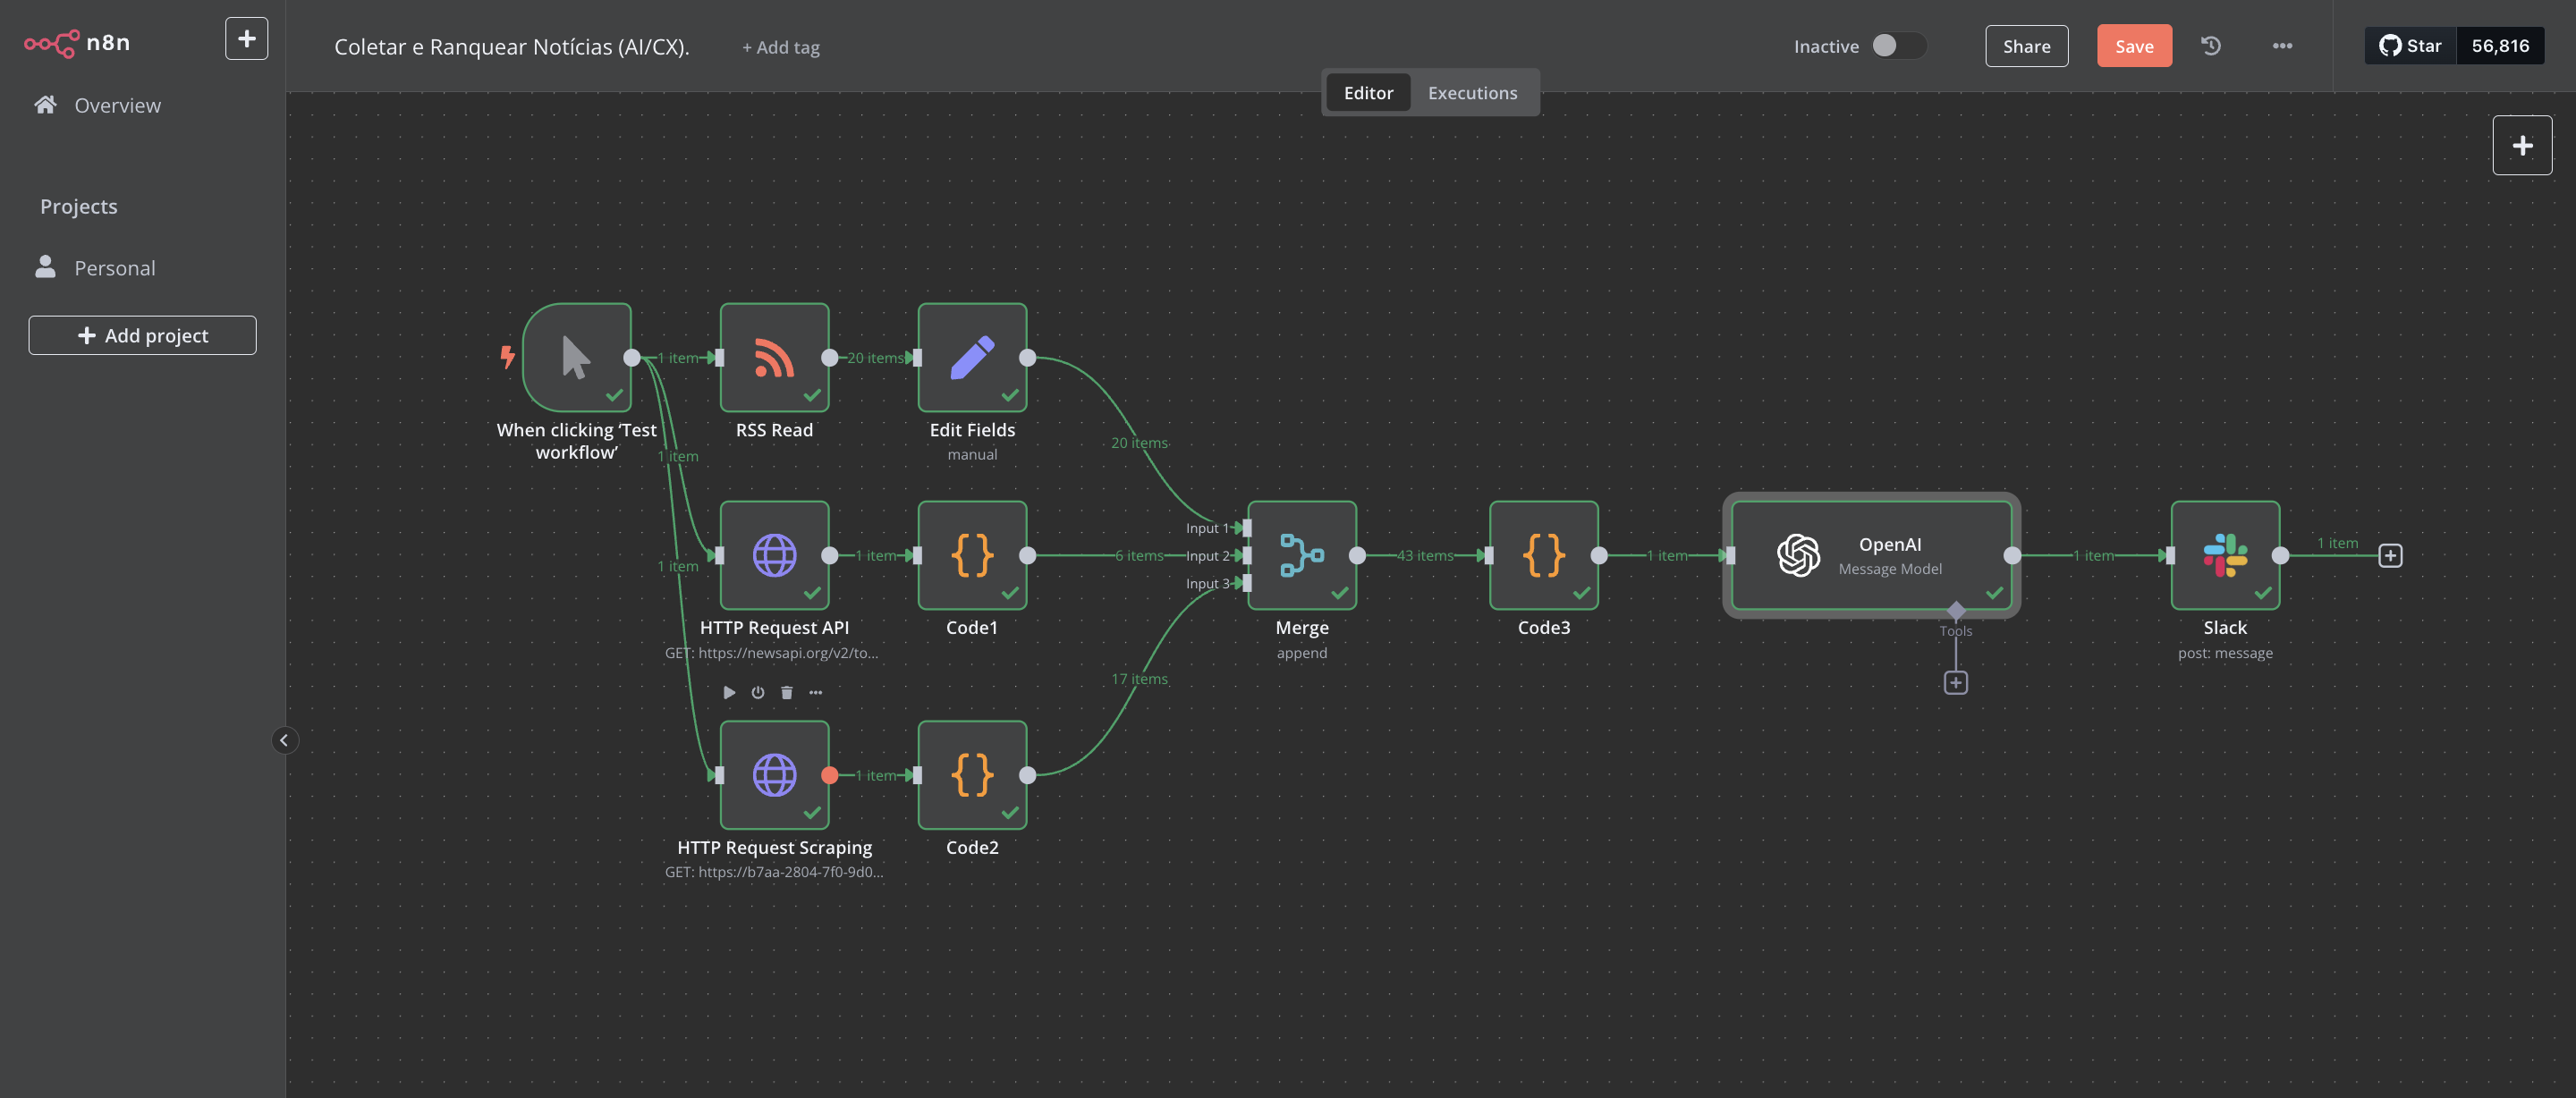 n8n
Coletar e Ranquear Notícias (AI/CX).
+ Add tag
Inactive
Share
Save
Star
56,816
Overview
Editor
Executions
Projects
Personal
Add project
1 item
20 items
When clicking ‘Test
workflow’
RSS Read
Edit Fields
manual
1 item
20 items
1 item
1 item
6 items
Input 1
Input 2
Input 3
43 items
1 item
OpenAI
Message Model
1 item
1 item
HTTP Request API
GET: https://newsapi.org/v2/to...
Code1
Merge
append
Code3
Tools
Slack
post: message
17 items
1 item
HTTP Request Scraping
GET: https://b7aa-2804-7f0-9d0...
Code2